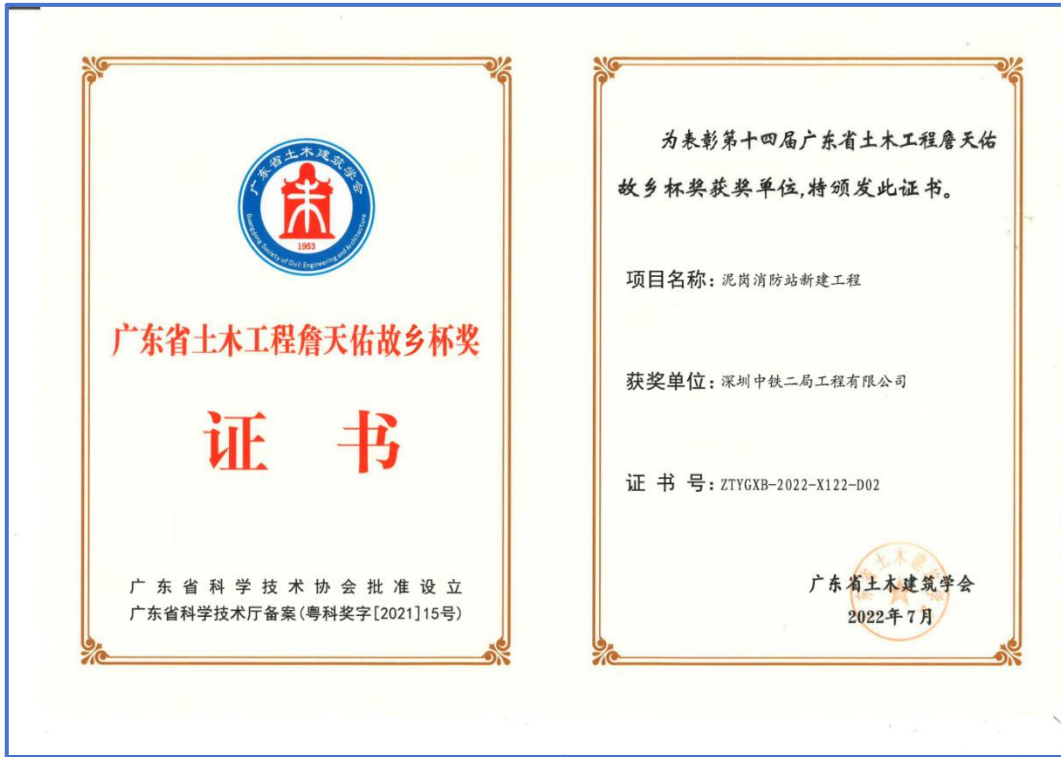 广东省土木建筑学会
1953
Guangdong Society of Civil Engineering and Architecture
广东省土木工程詹天佑故乡杯奖
证 书
广东省科学技术协会批准设立
广东省科学技术厅备案(粤科奖字[2021]15号)
为表彰第十四届广东省土木工程詹天佑
故乡杯奖获奖单位,特颁发此证书。
项目名称: 泥岗消防站新建工程
获奖单位: 深圳中铁二局工程有限公司
证 书 号: ZTYGXB-2022-X122-D02
广东省土木建筑学会
2022年7月